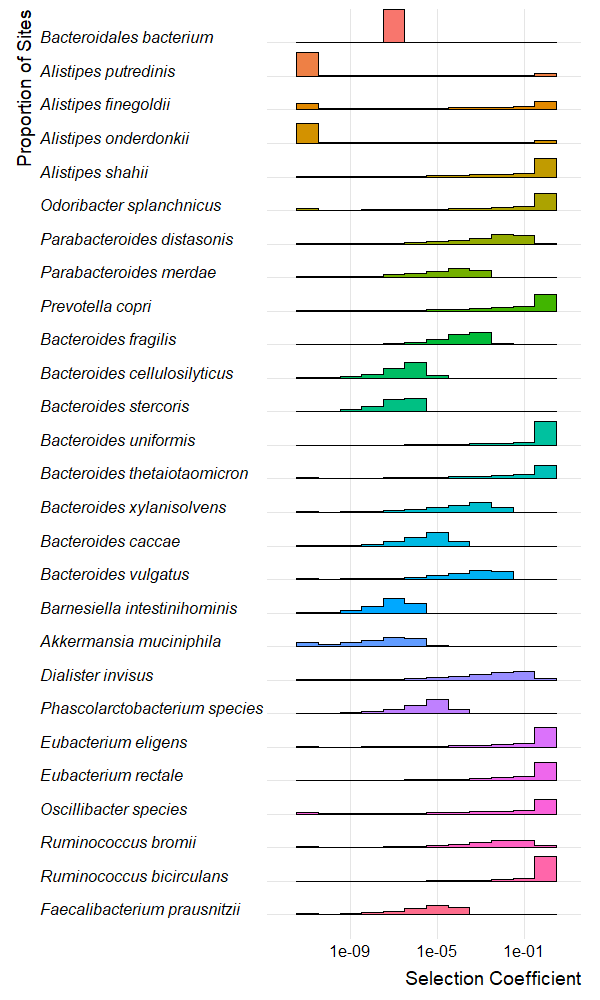 Proportion of Sites
Bacteroidales bacterium
Alistipes putredinis
Alistipes finegoldii
Alistipes onderdonkii
Alistipes shahii
Odoribacter splanchnicus
Parabacteroides distasonis
Parabacteroides merdae
Prevotella copri
Bacteroides fragilis
Bacteroides cellulosilyticus
Bacteroides stercoris
Bacteroides uniformis
Bacteroides thetaiotaomicron
Bacteroides xylanisolvens
Bacteroides caccae
Bacteroides vulgatus
Barnesiella intestinihominis
Akkermansia muciniphila
Dialister invisus
Phascolarctobacterium species
Eubacterium eligens
Eubacterium rectale
Oscillibacter species
Ruminococcus bromii
Ruminococcus bicirculans
Faecalibacterium prausnitzii
1e-09 1e-05 1e-01
Selection Coefficient